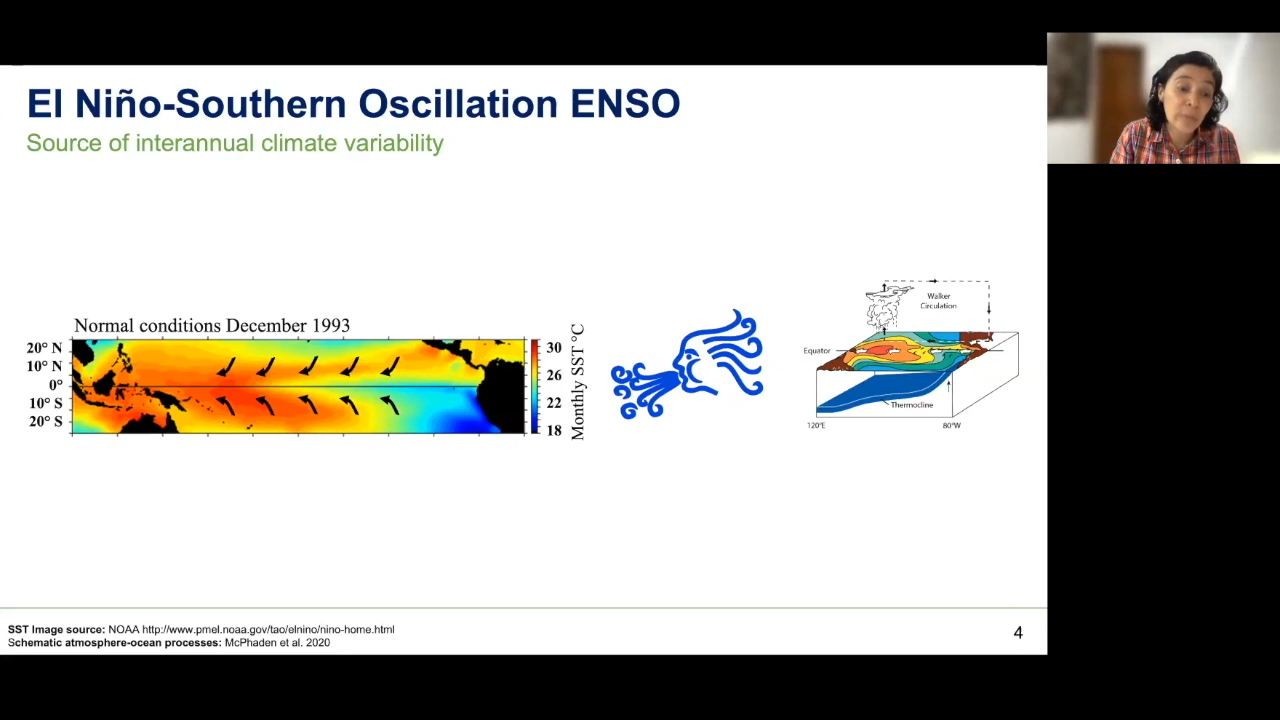 El Niño-Southern Oscillation ENSO
Source of interannual climate variability
Normal conditions December 1993
20° N
10° N
0°
10° S
20° S
30
26
22
18
Monthly SST °C
Walker
Circulation
Equator
Thermocline
120°E
80°W
SST Image source: NOAA http://www.pmel.noaa.gov/tao/elnino/nino-home.html
Schematic atmosphere-ocean processes: McPhaden et al. 2020
4